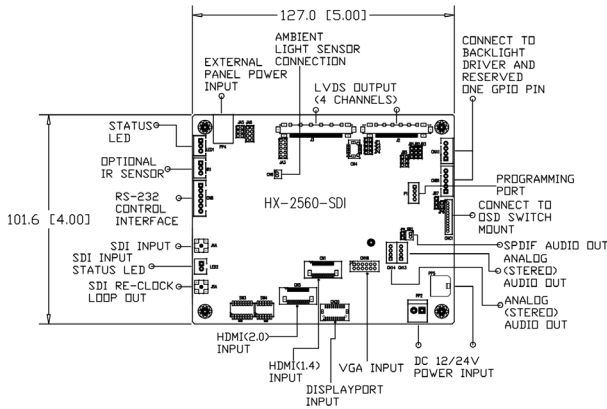 127.0 [5.00]
AMBIENT
LIGHT SENSOR
CONNECTION
EXTERNAL
PANEL POWER
INPUT
LVDS OUTPUT
(4 CHANNELS)
CONNECT TO
BACKLIGHT
DRIVER AND
RESERVED
ONE GPIO PIN
STATUS
LED
OPTIONAL
IR SENSOR
RS-232
CONTROL
INTERFACE
101.6 [4.00]
SDI INPUT
SDI INPUT
STATUS LED
SDI RE-CLOCK
LOOP OUT
HX-2560-SDI
PROGRAMMING
PORT
CONNECT TO
OSD SWITCH
MOUNT
SPDIF AUDIO OUT
ANALOG
(STEREO)
AUDIO OUT
ANALOG
(STEREO)
AUDIO OUT
HDMI(2.0)
INPUT
HDMI(1.4)
INPUT
DISPLAYPORT
INPUT
VGA INPUT
DC 12/24V
POWER INPUT
PP4
LED1
LED2
PP2